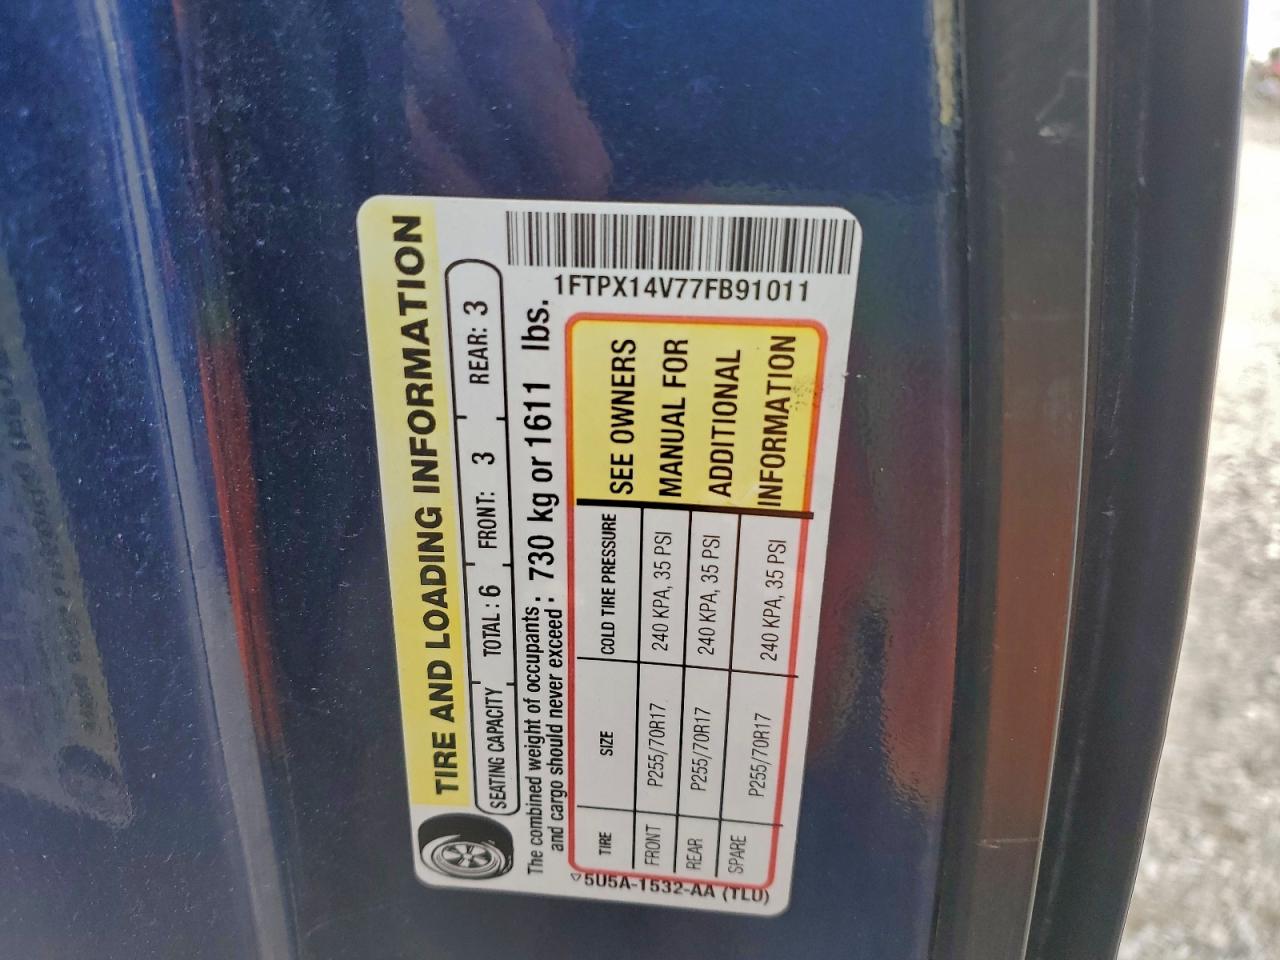 TIRE AND LOADING INFORMATION
SEATING CAPACITY TOTAL: 6 FRONT: 3 REAR: 3
The combined weight of occupants
and cargo should never exceed : 730 kg or 1611 lbs.
1FTPX14V77FB91011
TIRE SIZE COLD TIRE PRESSURE
FRONT P255/70R17 240 KPA, 35 PSI
REAR P255/70R17 240 KPA, 35 PSI
SPARE P255/70R17 240 KPA, 35 PSI
SEE OWNERS
MANUAL FOR
ADDITIONAL
INFORMATION
5U5A-1532-AA (TLU)